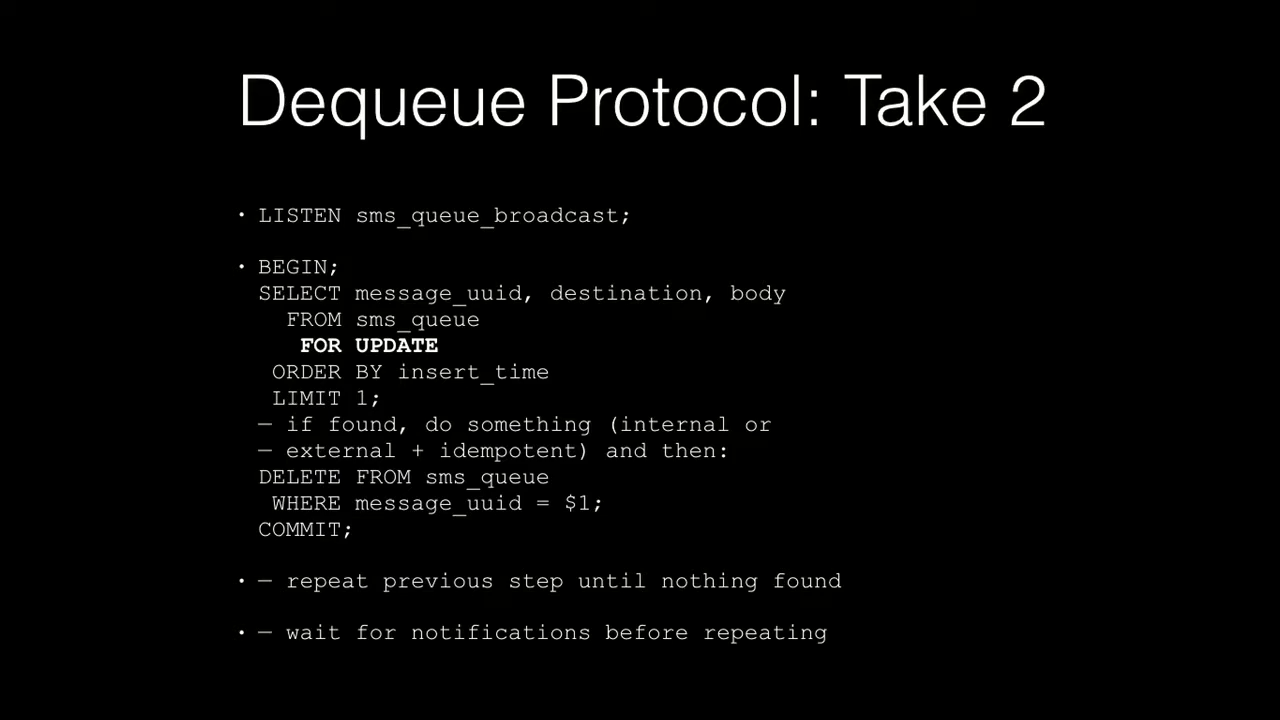 Dequeue Protocol: Take 2
• LISTEN sms_queue_broadcast;
• BEGIN;
SELECT message_uuid, destination, body
FROM sms_queue
FOR UPDATE
ORDER BY insert_time
LIMIT 1;
— if found, do something (internal or
— external + idempotent) and then:
DELETE FROM sms_queue
WHERE message_uuid = $1;
COMMIT;
• — repeat previous step until nothing found
• — wait for notifications before repeating